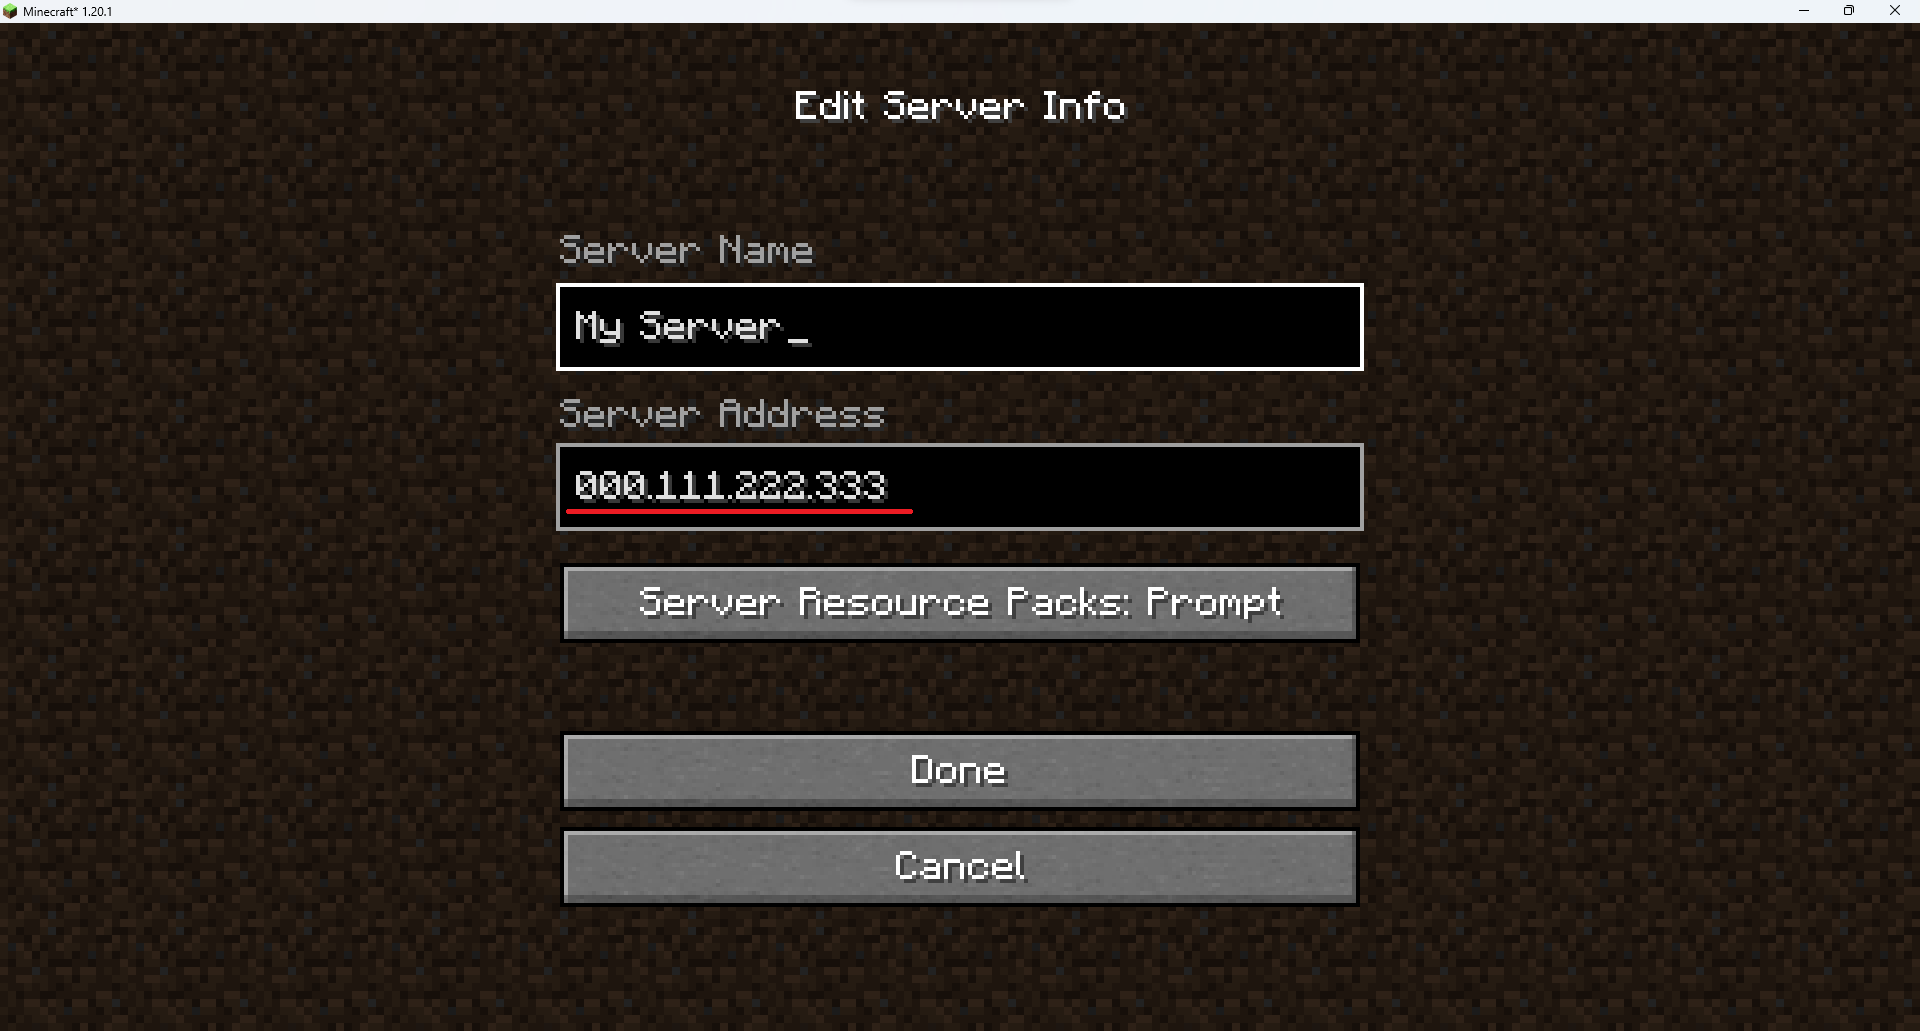 Minecraft* 1.20.1
Edit Server Info
Server Name
My Server_
Server Address
000.111.222.333
Server Resource Packs: Prompt
Done
Cancel